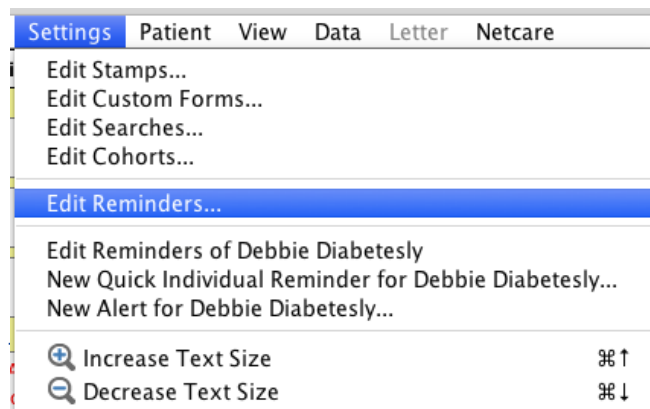 Settings Patient View Data Letter Netcare
Edit Stamps...
Edit Custom Forms...
Edit Searches...
Edit Cohorts...
Edit Reminders...
Edit Reminders of Debbie Diabetesly
New Quick Individual Reminder for Debbie Diabetesly...
New Alert for Debbie Diabetesly...
Increase Text Size ⌘↑
Decrease Text Size ⌘↓